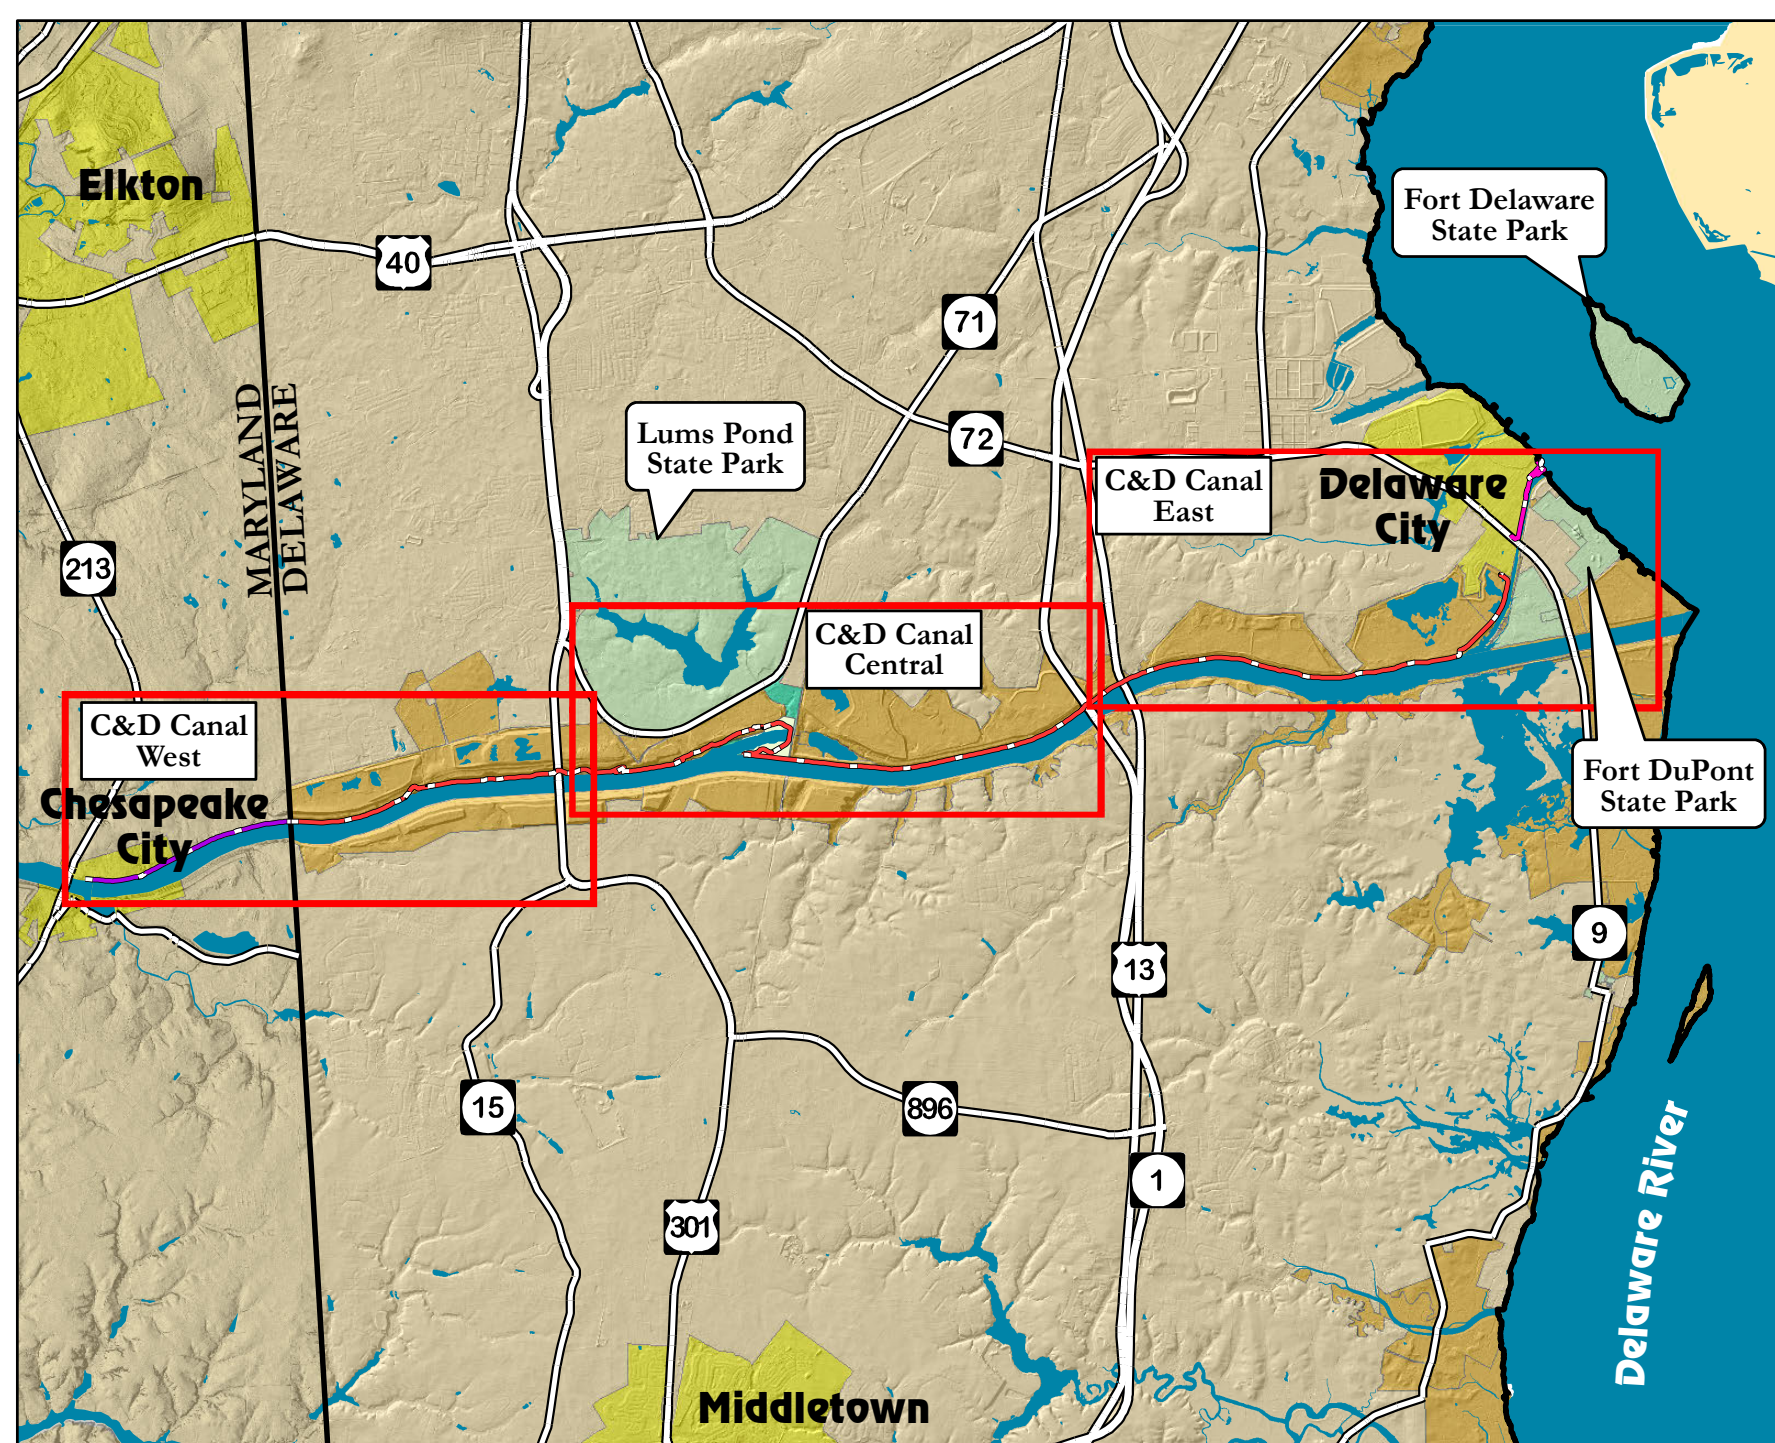 Elkton
40
Fort Delaware
State Park
71
MARYLAND
DELAWARE
Lums Pond
State Park
72
C&D Canal
East
Delaware
City
213
C&D Canal
Central
C&D Canal
West
Chesapeake
City
Fort DuPont
State Park
9
13
15
896
1
301
Delaware River
Middletown